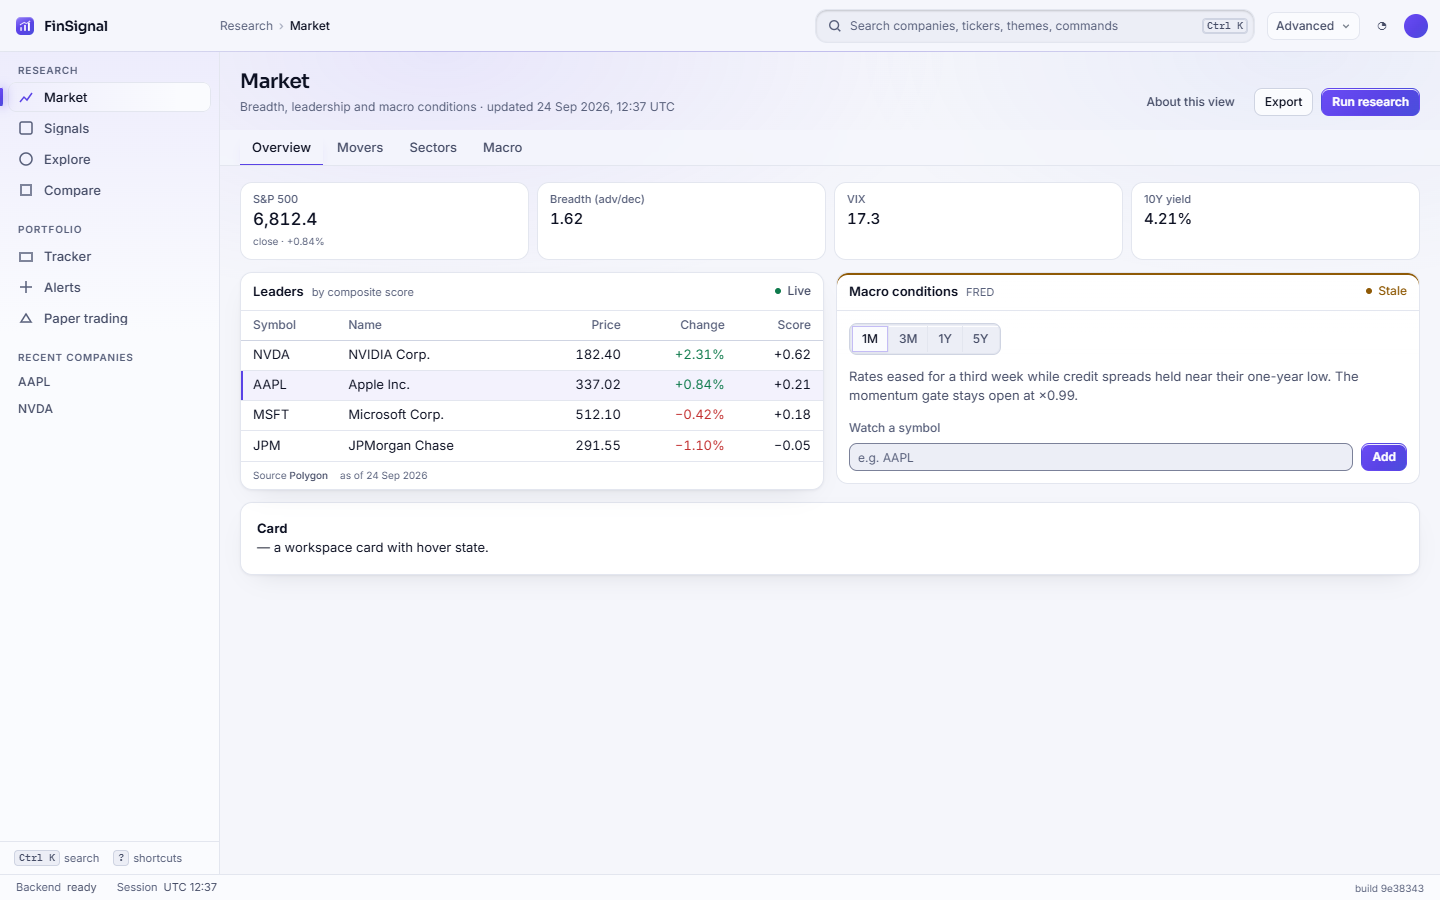 FinSignal
Research › Market
Search companies, tickers, themes, commands
Ctrl K
Advanced
RESEARCH
Market
Signals
Explore
Compare
PORTFOLIO
Tracker
Alerts
Paper trading
RECENT COMPANIES
AAPL
NVDA
Ctrl K search ? shortcuts
Market
Breadth, leadership and macro conditions · updated 24 Sep 2026, 12:37 UTC
About this view
Export
Run research
Overview Movers Sectors Macro
S&P 500
6,812.4
close · +0.84%
Breadth (adv/dec)
1.62
VIX
17.3
10Y yield
4.21%
Leaders by composite score
Live
Symbol Name Price Change Score
NVDA NVIDIA Corp. 182.40 +2.31% +0.62
AAPL Apple Inc. 337.02 +0.84% +0.21
MSFT Microsoft Corp. 512.10 −0.42% +0.18
JPM JPMorgan Chase 291.55 −1.10% −0.05
Source Polygon as of 24 Sep 2026
Macro conditions FRED
Stale
1M 3M 1Y 5Y
Rates eased for a third week while credit spreads held near their one-year low. The
momentum gate stays open at ×0.99.
Watch a symbol
e.g. AAPL
Add
Card
— a workspace card with hover state.
Backend ready Session UTC 12:37
build 9e38343